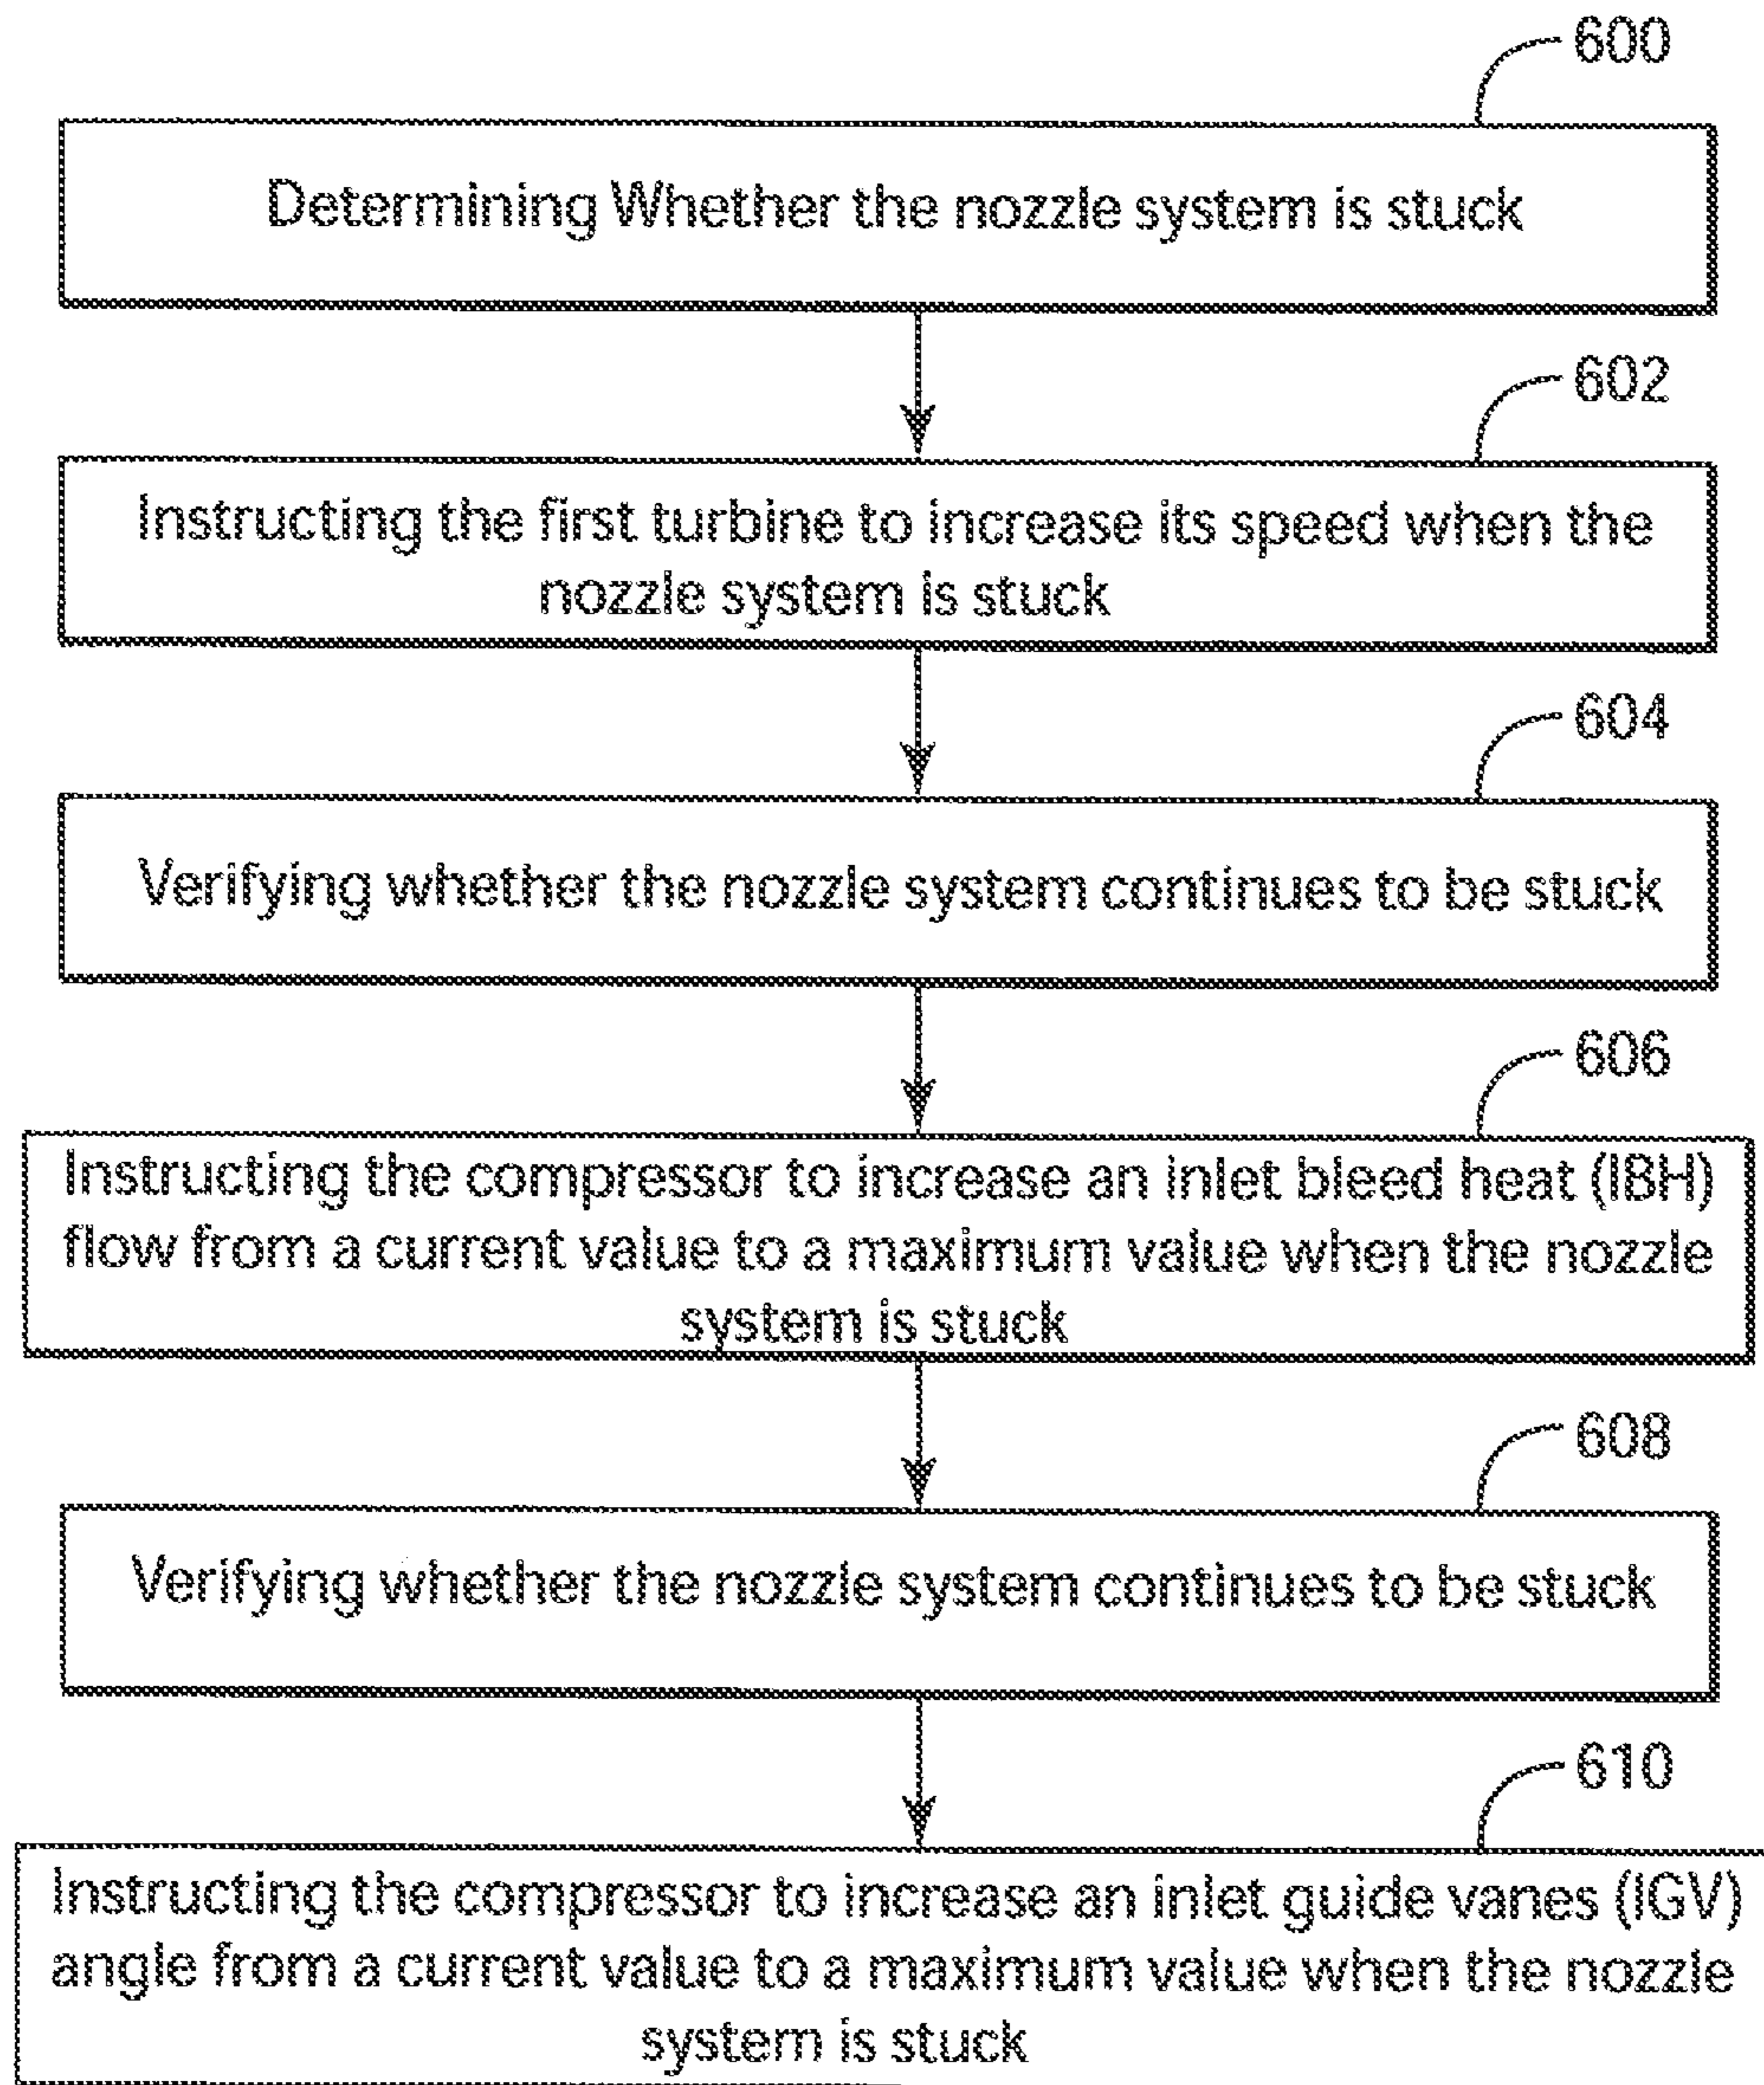 600
Determining Whether the nozzle system is stuck
602
Instructing the first turbine to increase its speed when the
nozzle system is stuck
604
Verifying whether the nozzle system continues to be stuck
606
Instructing the compressor to increase an inlet bleed heat (IBH)
flow from a current value to a maximum value when the nozzle
system is stuck
608
Verifying whether the nozzle system continues to be stuck
610
Instructing the compressor to increase an inlet guide vanes (IGV)
angle from a current value to a maximum value when the nozzle
system is stuck